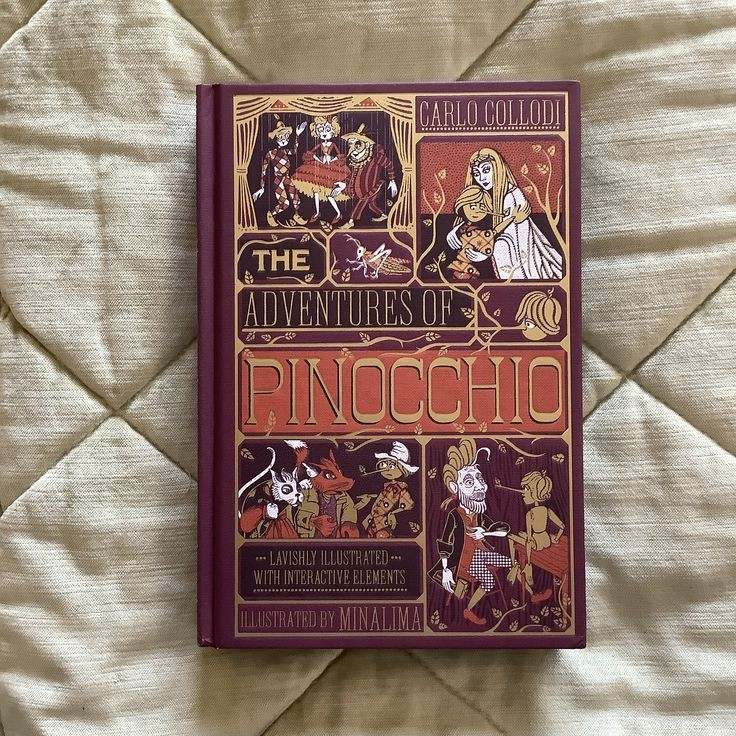 CARLO COLLODI
THE
ADVENTURES OF
PINOCCHIO
LAVISHLY ILLUSTRATED
WITH INTERACTIVE ELEMENTS
ILLUSTRATED BY MINALIMA